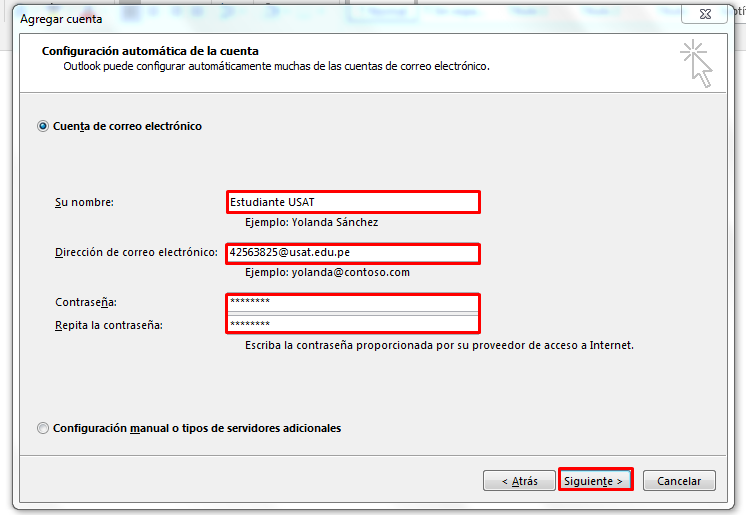 Agregar cuenta
Configuración automática de la cuenta
Outlook puede configurar automáticamente muchas de las cuentas de correo electrónico.
Cuenta de correo electrónico
Su nombre: Estudiante USAT
Ejemplo: Yolanda Sánchez
Dirección de correo electrónico: 42563825@usat.edu.pe
Ejemplo: yolanda@contoso.com
Contraseña: ********
Repita la contraseña: ********
Escriba la contraseña proporcionada por su proveedor de acceso a Internet.
Configuración manual o tipos de servidores adicionales
< Atrás Siguiente > Cancelar